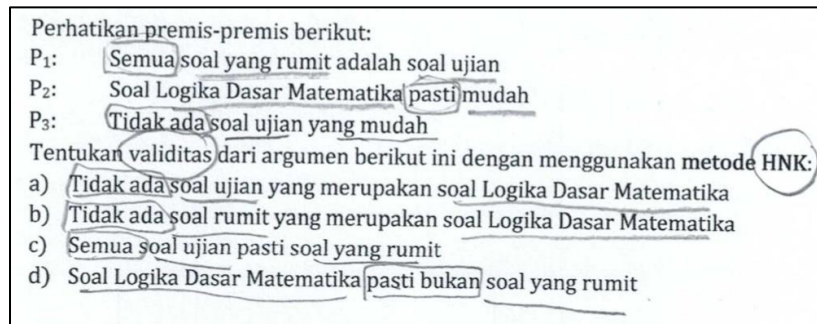 Perhatikan premis-premis berikut:
P₁: Semua soal yang rumit adalah soal ujian
P₂: Soal Logika Dasar Matematika pasti mudah
P₃: Tidak ada soal ujian yang mudah
Tentukan validitas dari argumen berikut ini dengan menggunakan metode HNK:
a) Tidak ada soal ujian yang merupakan soal Logika Dasar Matematika
b) Tidak ada soal rumit yang merupakan soal Logika Dasar Matematika
c) Semua soal ujian pasti soal yang rumit
d) Soal Logika Dasar Matematika pasti bukan soal yang rumit